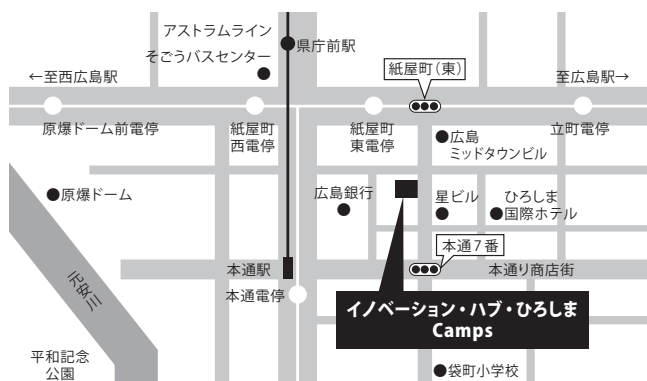 アストラムライン
県庁前駅
そごうバスセンター
紙屋町(東)
←至西広島駅
至広島駅→
原爆ドーム前電停
紙屋町
西電停
紙屋町
東電停
立町電停
広島
ミッドタウンビル
原爆ドーム
広島銀行
星ビル
ひろしま
国際ホテル
本通7番
本通駅
本通り商店街
本通電停
元安川
イノベーション・ハブ・ひろしま
Camps
平和記念
公園
袋町小学校